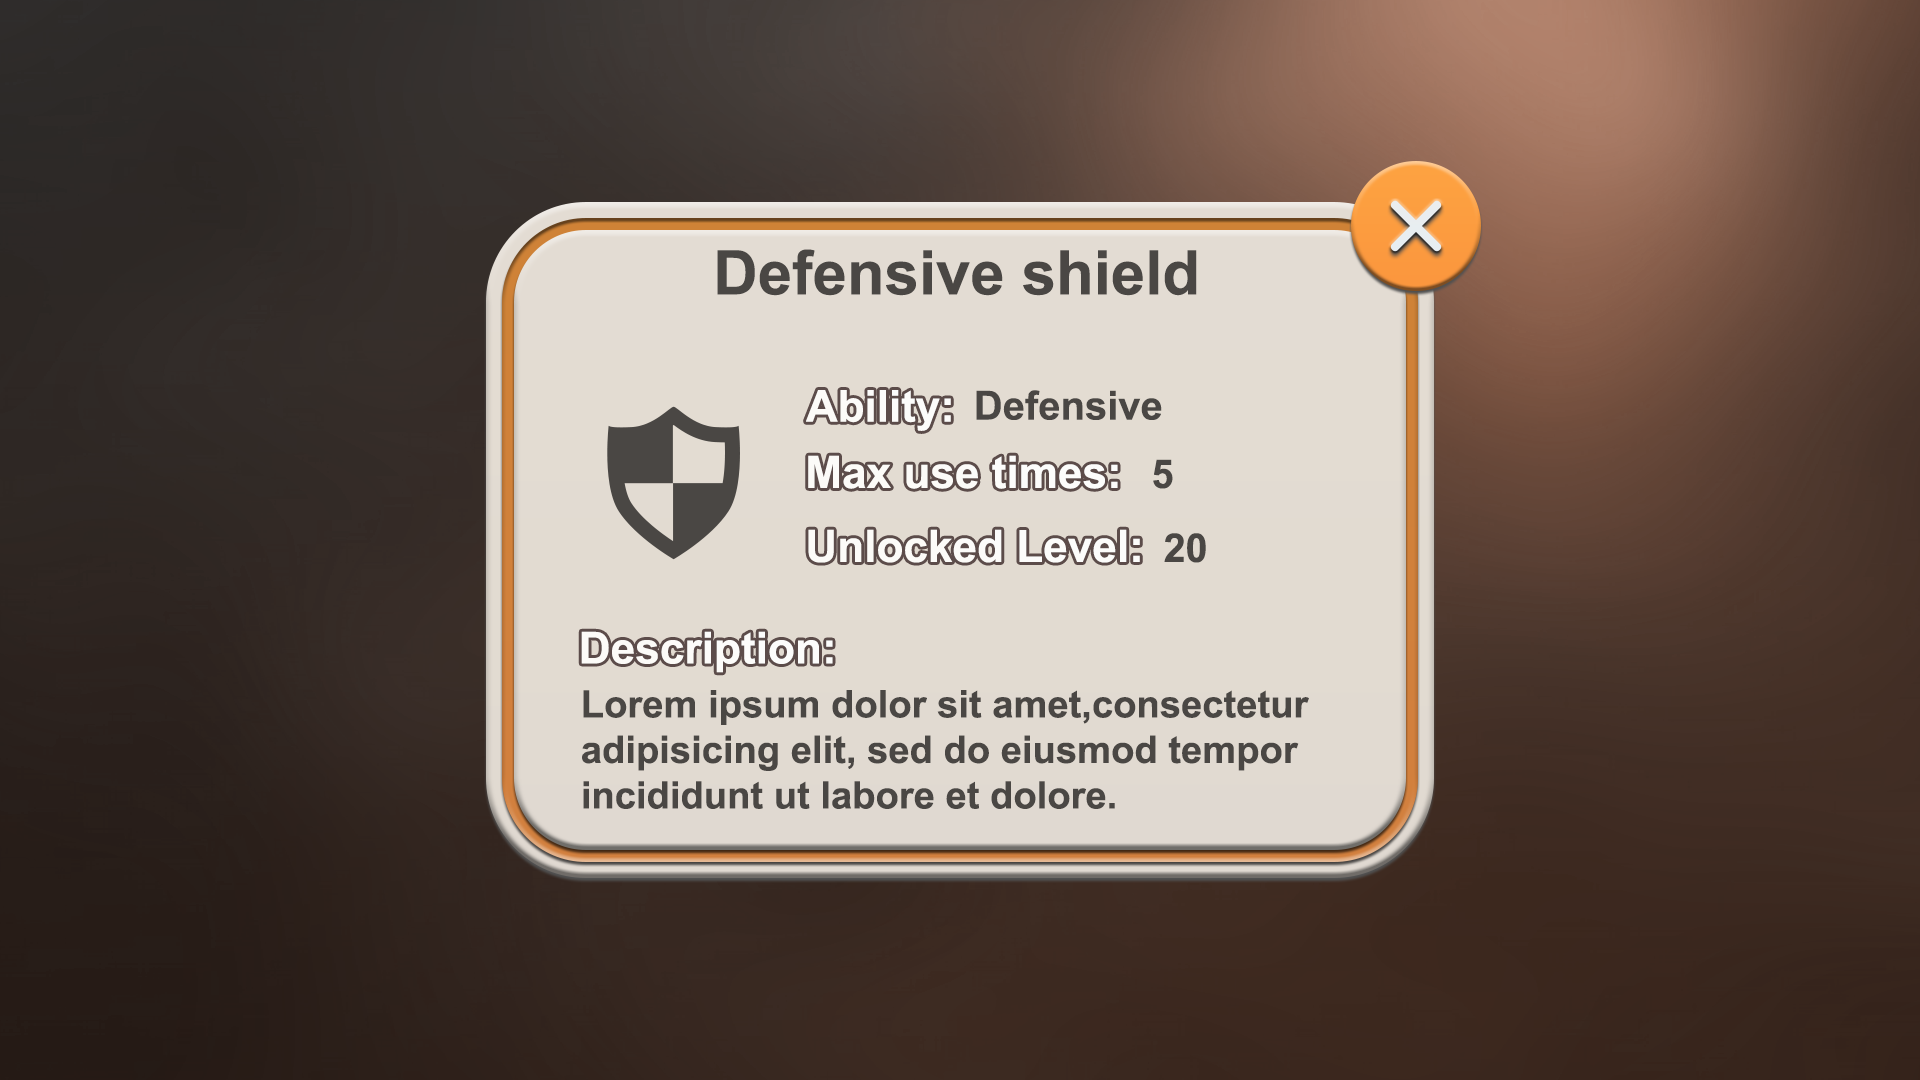 Defensive shield
Ability: Defensive
Max use times: 5
Unlocked Level: 20
Description:
Lorem ipsum dolor sit amet,consectetur
adipisicing elit, sed do eiusmod tempor
incididunt ut labore et dolore.